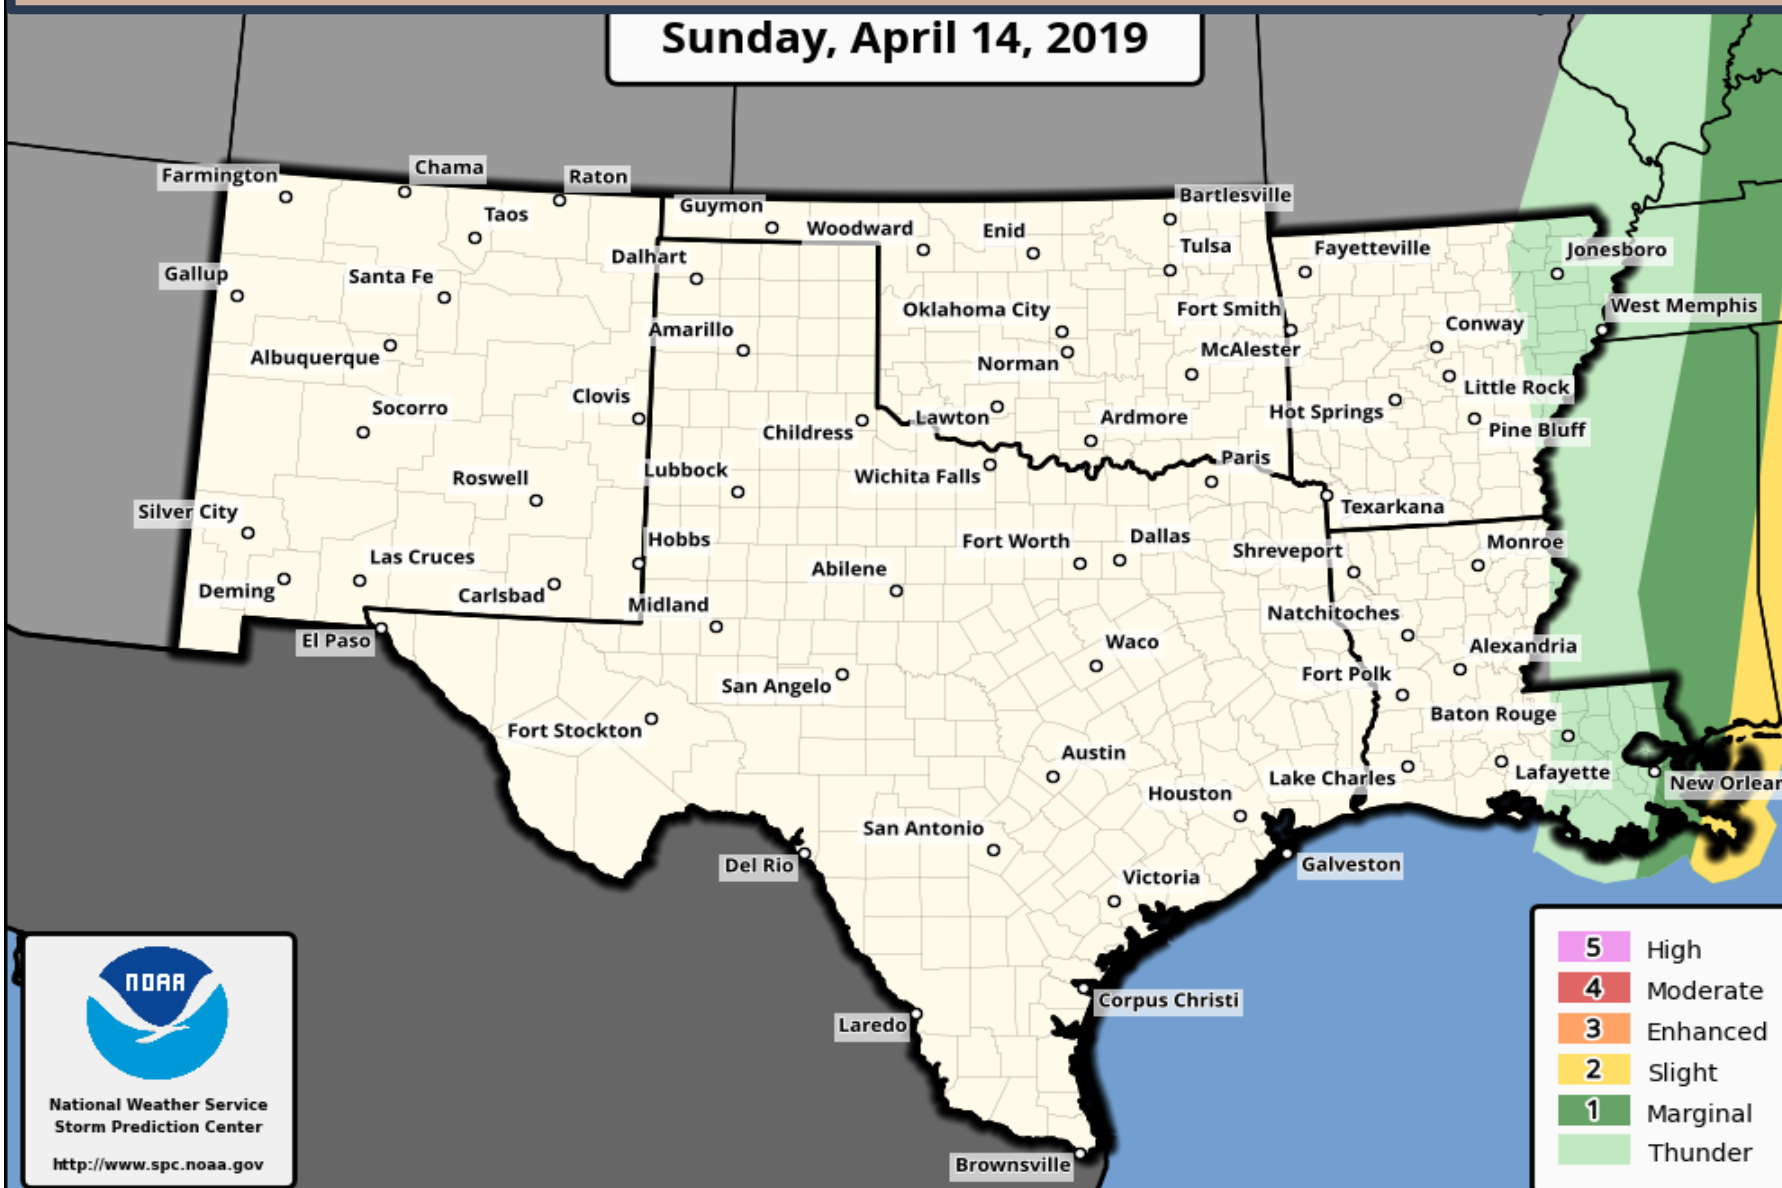 Sunday, April 14, 2019
Chama
Farmington
Raton
Taos
Guymon
Bartlesville
Woodward
Enid
Tulsa
Fayetteville
Jonesboro
Gallup
Santa Fe
Dalhart
Oklahoma City
Fort Smith
West Memphis
Albuquerque
Amarillo
Norman
McAlester
Conway
Socorro
Clovis
Childress
Lawton
Ardmore
Hot Springs
Little Rock
Pine Bluff
Roswell
Lubbock
Wichita Falls
Paris
Texarkana
Silver City
Hobbs
Fort Worth
Dallas
Shreveport
Monroe
Las Cruces
Deming
Carlsbad
Midland
Abilene
Natchitoches
El Paso
Waco
Alexandria
San Angelo
Fort Polk
Fort Stockton
Baton Rouge
Austin
Lake Charles
Lafayette
New Orlean
Houston
San Antonio
Del Rio
Galveston
Victoria
Corpus Christi
Laredo
Brownsville
NOAA
National Weather Service
Storm Prediction Center
http://www.spc.noaa.gov
5 High
4 Moderate
3 Enhanced
2 Slight
1 Marginal
Thunder